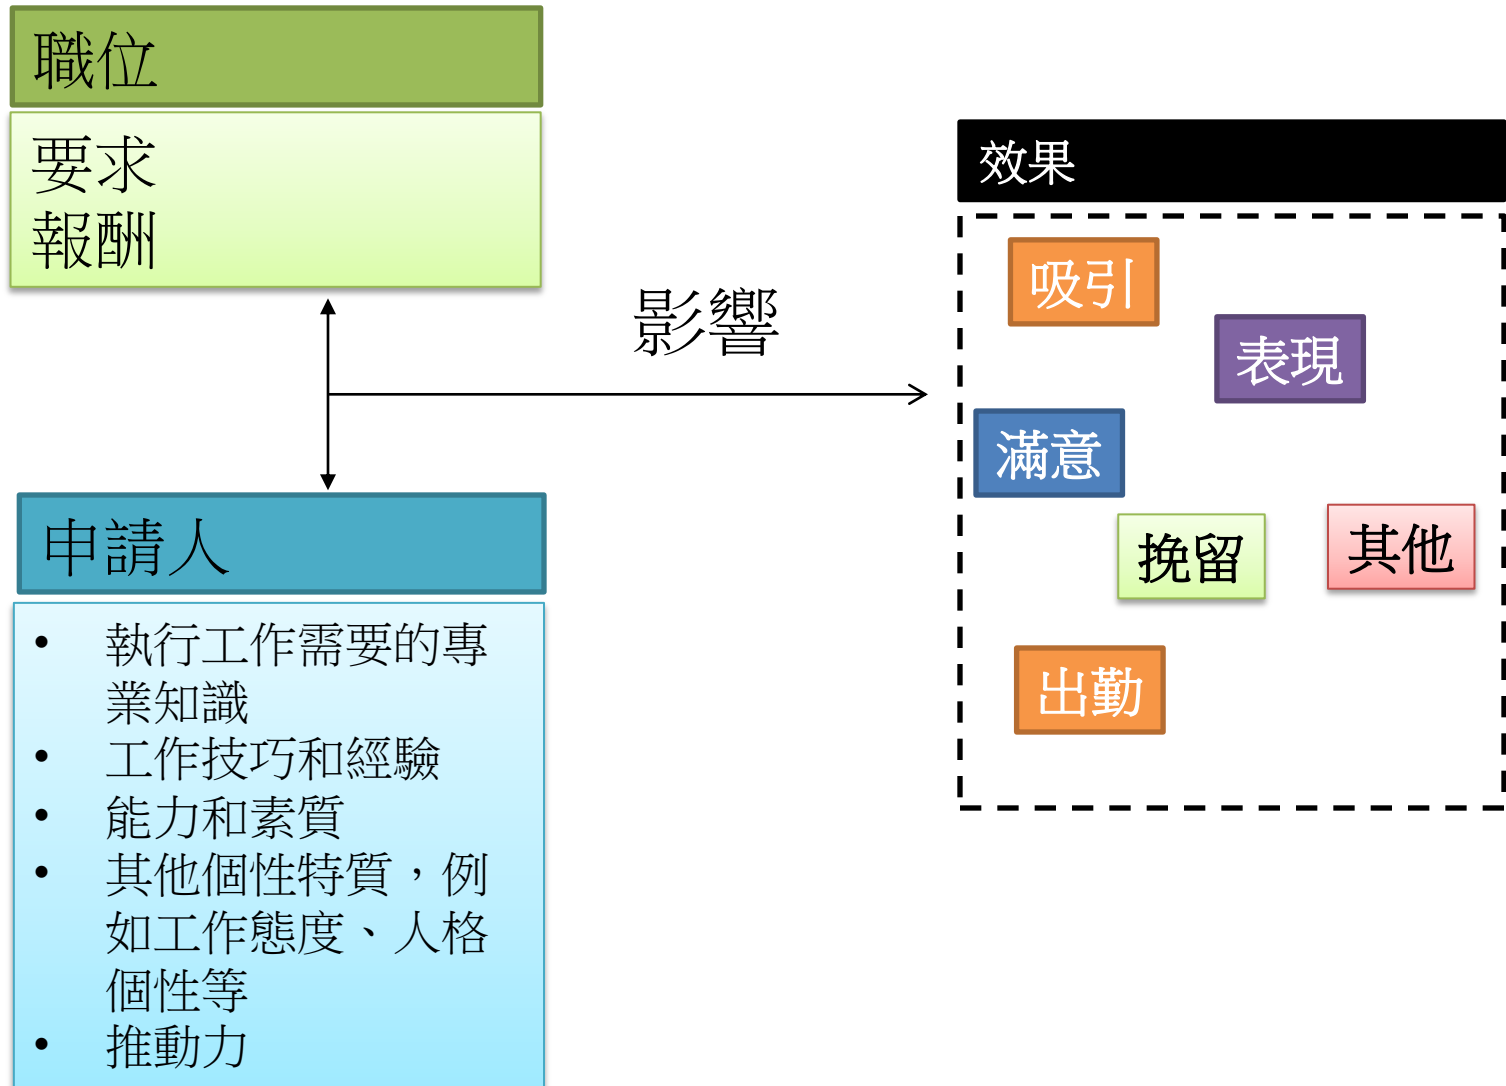 職位
要求
報酬
影響
效果
吸引
表現
滿意
挽留
其他
出勤
申請人
• 執行工作需要的專
業知識
• 工作技巧和經驗
• 能力和素質
• 其他個性特質，例
如工作態度、人格
個性等
• 推動力